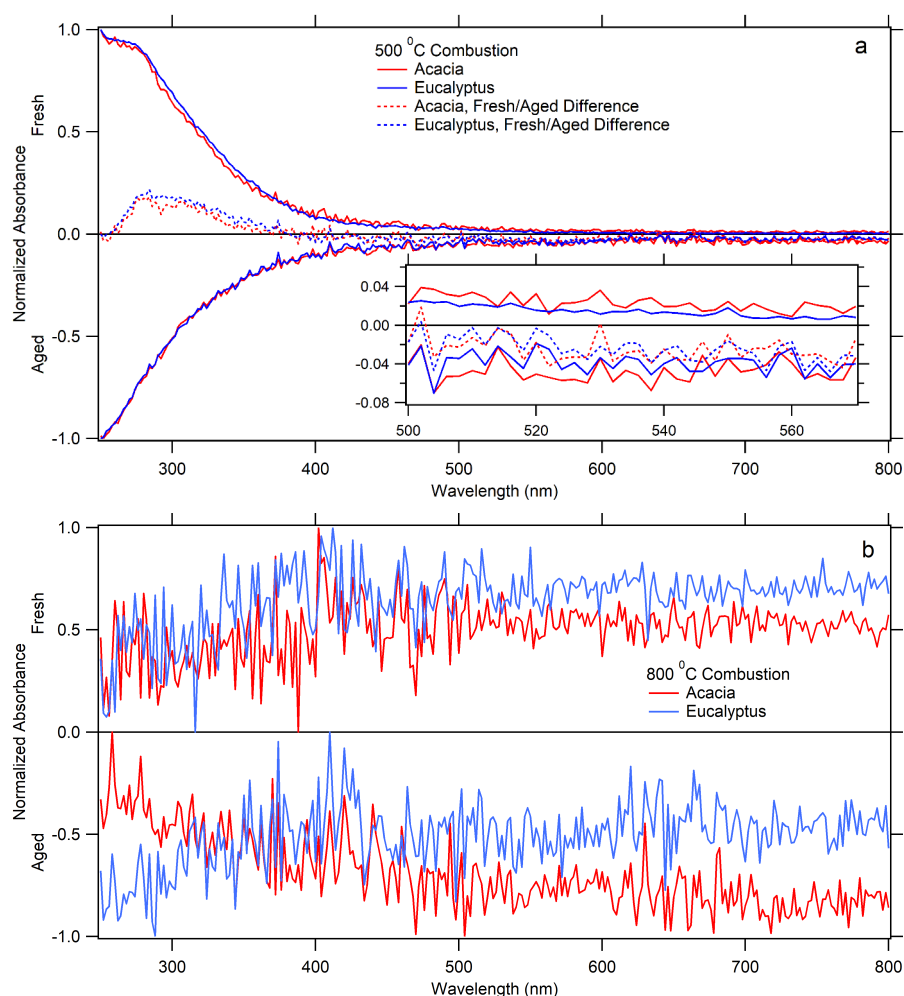 1.0
a
500 °C Combustion
Acacia
Eucalyptus
Acacia, Fresh/Aged Difference
Eucalyptus, Fresh/Aged Difference
Fresh
0.5
Normalized Absorbance
0.0
0.04
0.00
-0.04
-0.08
Aged
-0.5
500
520
540
560
-1.0
300
400
500
600
700
800
Wavelength (nm)
1.0
b
Fresh
0.5
800 °C Combustion
Acacia
Eucalyptus
Normalized Absorbance
0.0
Aged
-0.5
-1.0
300
400
500
600
700
800
Wavelength (nm)